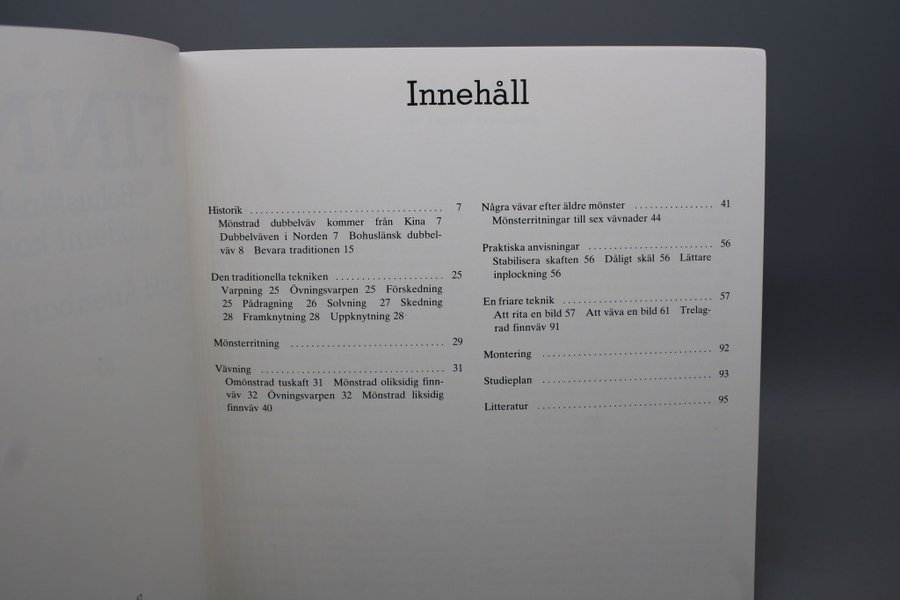 Innehåll
Historik .................................... 7
Mönstrad dubbelväv kommer från Kina 7
Dubbelväven i Norden 7 Bohuslänsk dubbel-
väv 8 Bevara traditionen 15
Den traditionella tekniken .................... 25
Varpning 25 Övningsvarpen 25 Förskedning
25 Pådragning 26 Solvning 27 Skedning
28 Framknytning 28 Uppknytning 28
Mönsterritning ............................ 29
Vävning .................................. 31
Omönstrad tuskaft 31 Mönstrad oliksidig finn-
väv 32 Övningsvarpen 32 Mönstrad liksidig
finnväv 40
Några vävar efter äldre mönster .............. 41
Mönsterritningar till sex vävnader 44
Praktiska anvisningar ...................... 56
Stabilisera skaften 56 Dåligt skäl 56 Lättare
inplockning 56
En friare teknik ............................ 57
Att rita en bild 57 Att väva en bild 61 Trelag-
rad finnväv 91
Montering ................................ 92
Studieplan ................................ 93
Litteratur ................................ 95